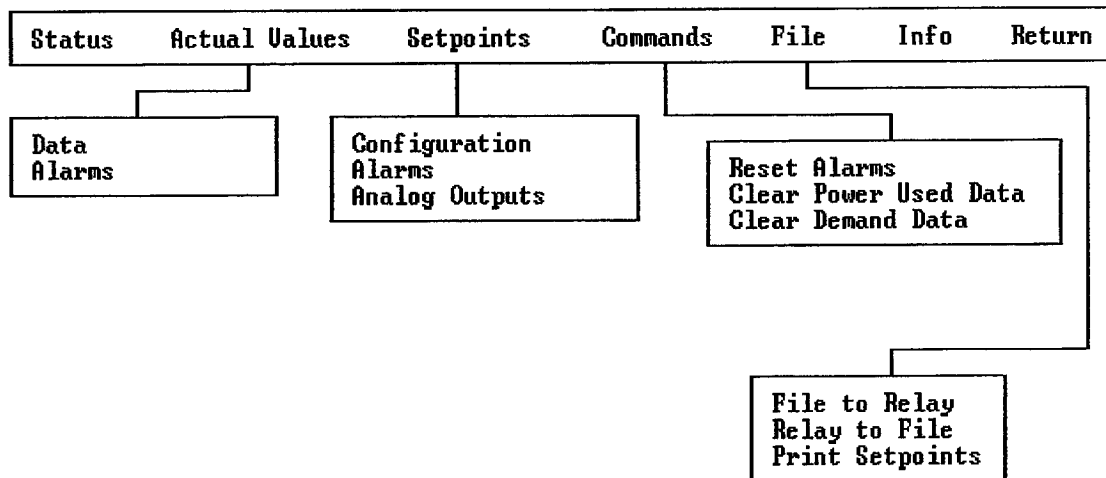 Status Actual Values Setpoints Commands File Info Return
Data
Alarms
Configuration
Alarms
Analog Outputs
Reset Alarms
Clear Power Used Data
Clear Demand Data
File to Relay
Relay to File
Print Setpoints